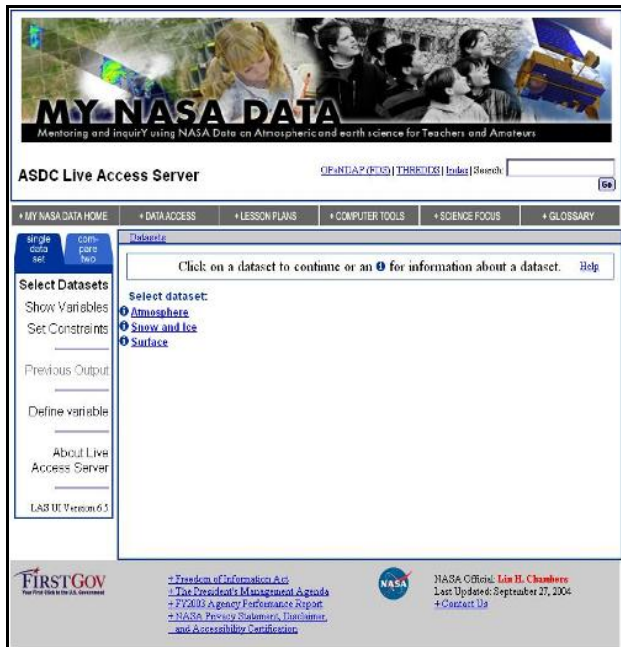 MY NASA DATA
Mentoring and inquirY using NASA Data on Atmospheric and earth science for Teachers and Amateurs
ASDC Live Access Server
OPeNDAP (FDS) | THREDDS | Index | Search:
Go
+ MY NASA DATA HOME
+ DATA ACCESS
+ LESSON PLANS
+ COMPUTER TOOLS
+ SCIENCE FOCUS
+ GLOSSARY
single
data
set
com-
pare
two
Datasets
Click on a dataset to continue or an i for information about a dataset.
Help
Select Datasets
Show Variables
Set Constraints
Previous Output
Define variable
About Live
Access Server
LAS UI Version 6.5
Select dataset:
Atmosphere
Snow and Ice
Surface
FIRSTGOV
Your First Click to the U.S. Government
+ Freedom of Information Act
+ The President's Management Agenda
+ FY2003 Agency Performance Report
+ NASA Privacy Statement, Disclaimer,
and Accessibility Certification
NASA
NASA Official: Lin H. Chambers
Last Updated: September 27, 2004
+ Contact Us